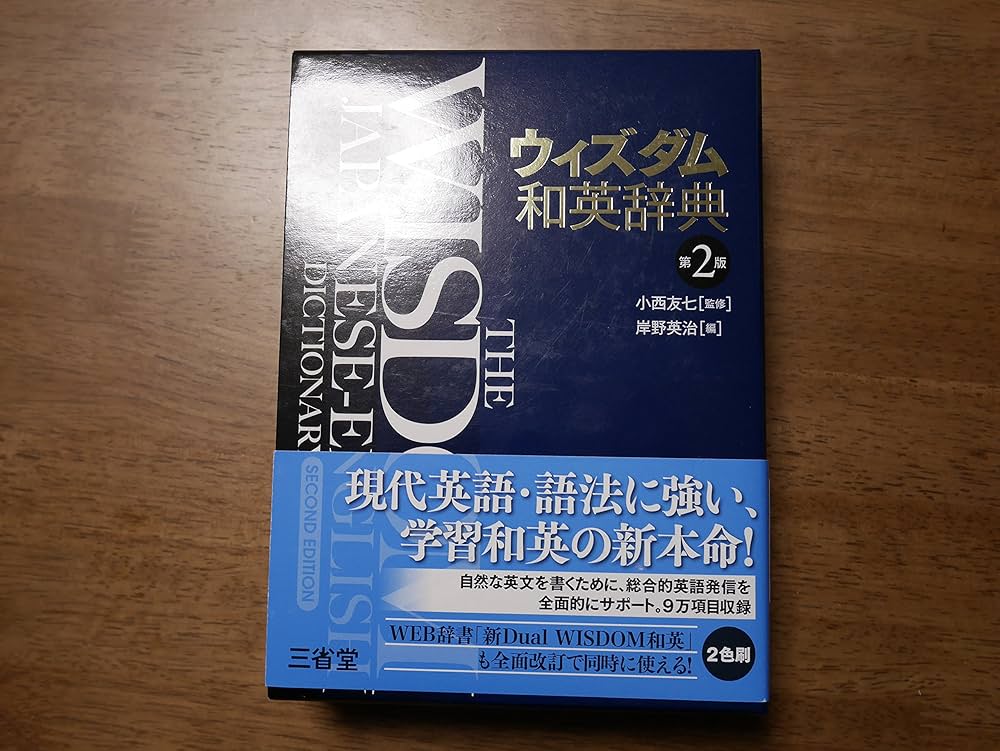 ウィズダム
和英辞典
第2版
小西友七[監修]
岸野英治[編]
THE
WISDOM
JAPANESE-ENGLISH
DICTIONARY
SECOND EDITION
現代英語・語法に強い、
学習和英の新本命!
自然な英文を書くために、総合的英語発信を
全面的にサポート。9万項目収録
WEB辞書「新Dual WISDOM和英」
も全面改訂で同時に使える!
2色刷
三省堂